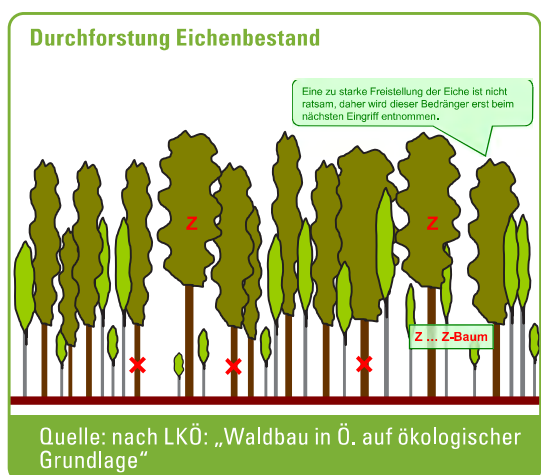 Durchforstung Eichenbestand
Eine zu starke Freistellung der Eiche ist nicht
ratsam, daher wird dieser Bedränger erst beim
nächsten Eingriff entnommen.
Z
Z
Z ... Z-Baum
Quelle: nach LKÖ: „Waldbau in Ö. auf ökologischer
Grundlage“